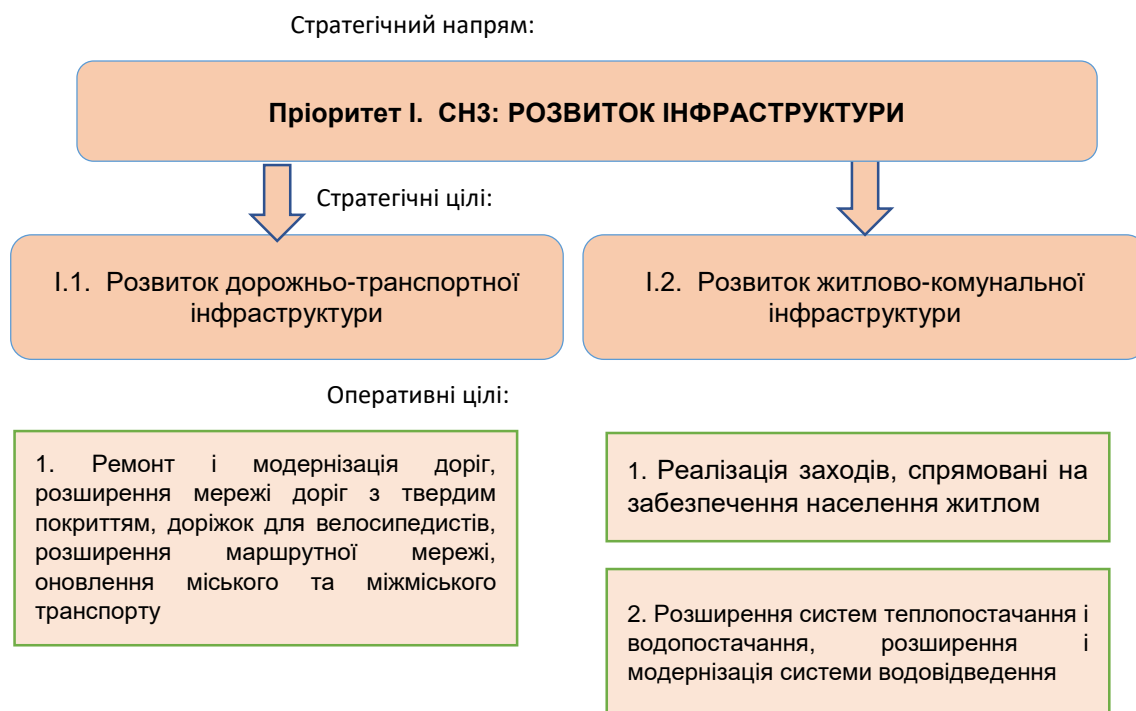 Стратегічний напрям:
Пріоритет I.  СН3: РОЗВИТОК ІНФРАСТРУКТУРИ
Стратегічні цілі:
I.1.  Розвиток дорожньо-транспортної
інфраструктури
I.2.  Розвиток житлово-комунальної
інфраструктури
Оперативні цілі:
1. Ремонт і модернізація доріг,
розширення мережі доріг з твердим
покриттям, доріжок для велосипедистів,
розширення маршрутної мережі,
оновлення міського та міжміського
транспорту
1. Реалізація заходів, спрямовані на
забезпечення населення житлом
2. Розширення систем теплопостачання і
водопостачання, розширення і
модернізація системи водовідведення